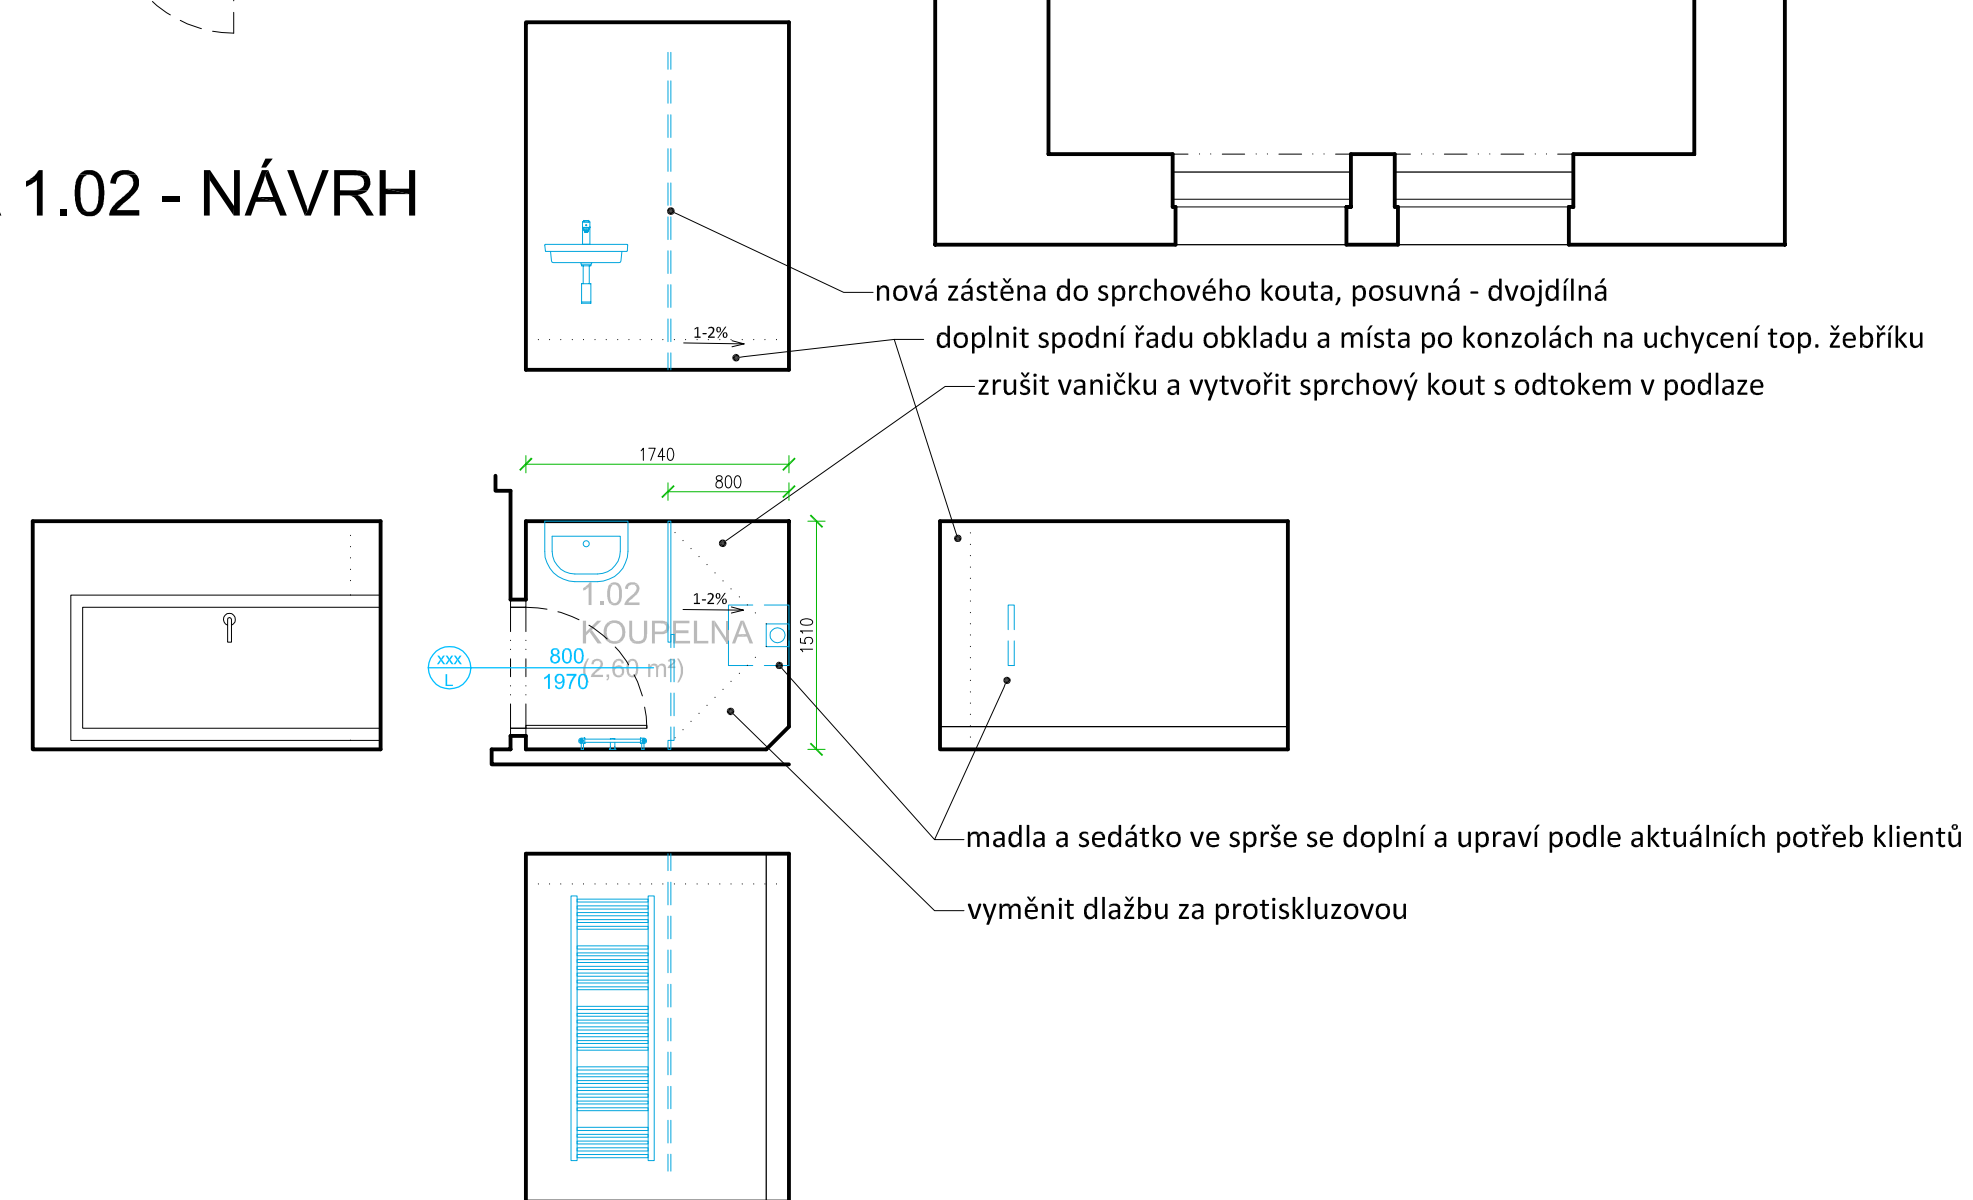 1.02 - NÁVRH
nová zástěna do sprchového kouta, posuvná - dvojdílná
1-2%
doplnit spodní řadu obkladu a místa po konzolách na uchycení top. žebříku
zrušit vaničku a vytvořit sprchový kout s odtokem v podlaze
1740
800
1.02
1-2%
KOUPELNA
1510
xxx
L
800
(2,60 m²)
1970
madla a sedátko ve sprše se doplní a upraví podle aktuálních potřeb klientů
vyměnit dlažbu za protiskluzovou